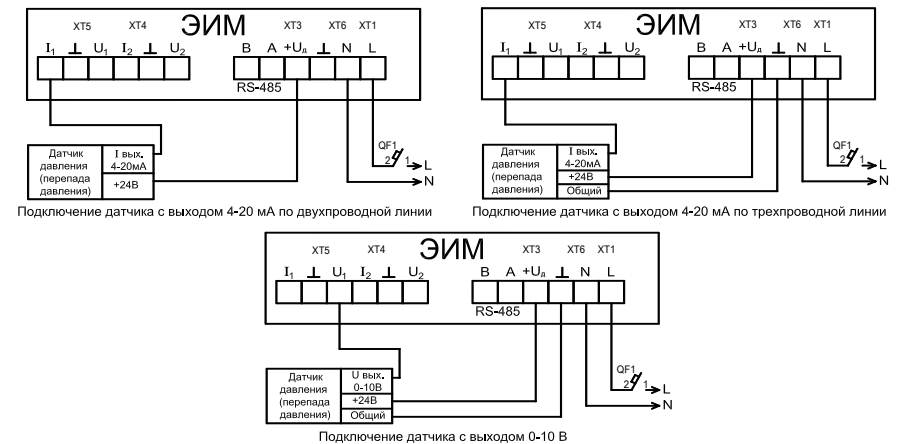 ЭИМ
XT5 XT4 XT3 XT6 XT1
I₁ ⊥ U₁ I₂ ⊥ U₂ B A +Uд ⊥ N L
RS-485
Датчик давления (перепада давления)
I вых. 4-20мА
+24В
QF1
2 1
L
N
Подключение датчика с выходом 4-20 мА по двухпроводной линии
ЭИМ
XT5 XT4 XT3 XT6 XT1
I₁ ⊥ U₁ I₂ ⊥ U₂ B A +Uд ⊥ N L
RS-485
Датчик давления (перепада давления)
I вых. 4-20мА
+24В
Общий
QF1
2 1
L
N
Подключение датчика с выходом 4-20 мА по трехпроводной линии
ЭИМ
XT5 XT4 XT3 XT6 XT1
I₁ ⊥ U₁ I₂ ⊥ U₂ B A +Uд ⊥ N L
RS-485
Датчик давления (перепада давления)
U вых. 0-10В
+24В
Общий
QF1
2 1
L
N
Подключение датчика с выходом 0-10 В